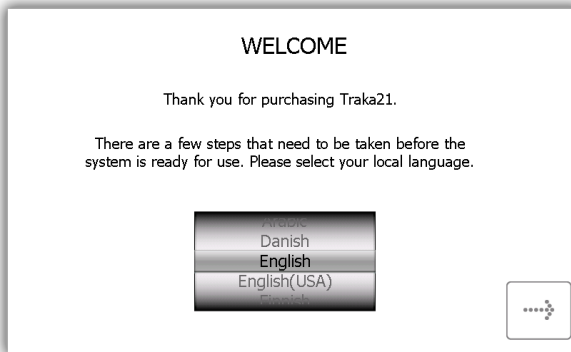 WELCOME
Thank you for purchasing Traka21.
There are a few steps that need to be taken before the
system is ready for use. Please select your local language.
Arabic
Danish
English
English(USA)
Finnish